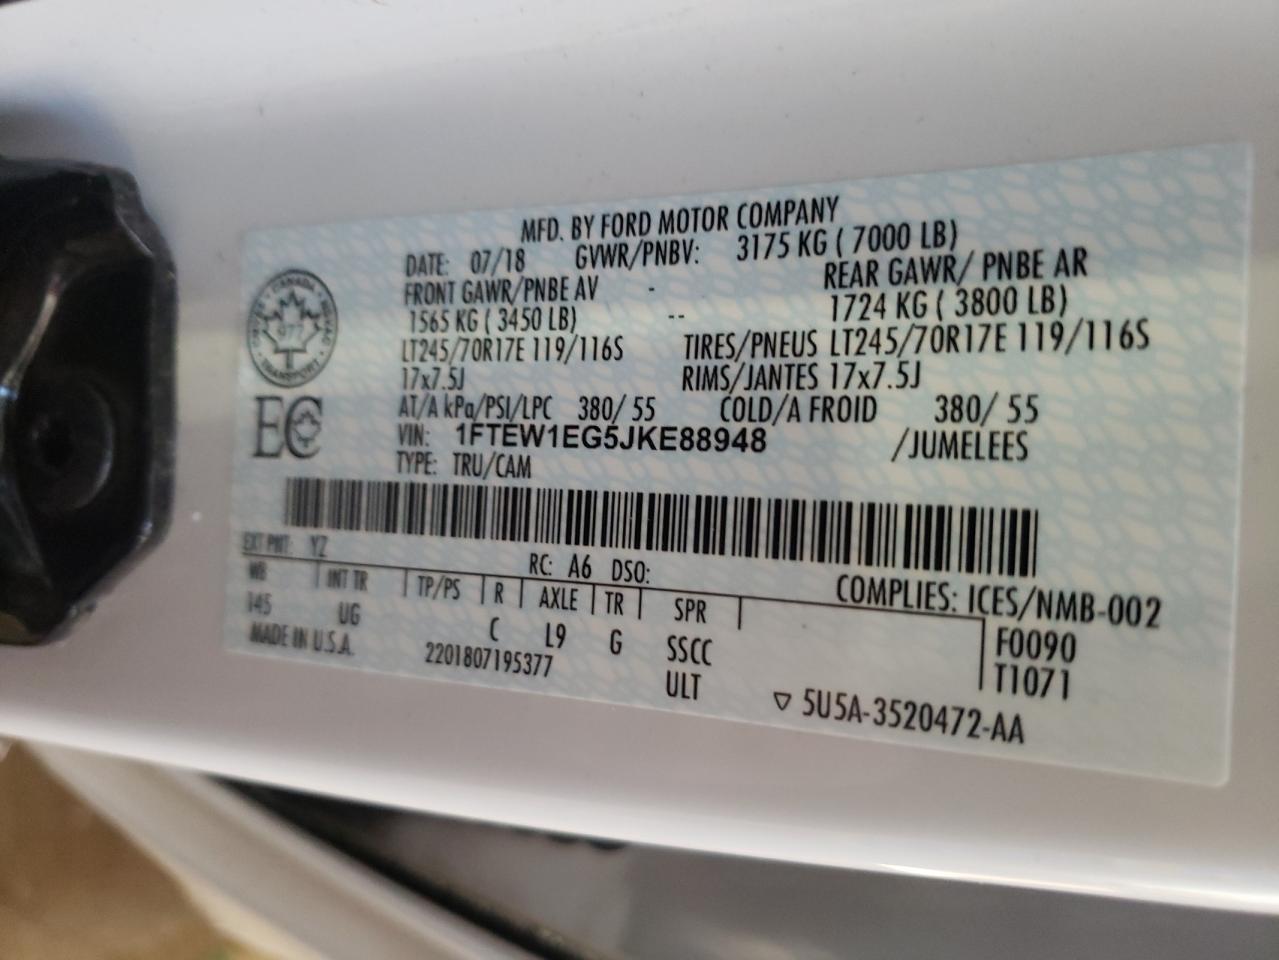 MFD. BY FORD MOTOR COMPANY
DATE: 07/18 GVWR/PNBV: 3175 KG ( 7000 LB)
FRONT GAWR/PNBE AV - REAR GAWR/ PNBE AR
1565 KG ( 3450 LB) -- 1724 KG ( 3800 LB)
LT245/70R17E 119/116S TIRES/PNEUS LT245/70R17E 119/116S
17x7.5J RIMS/JANTES 17x7.5J
AT/A kPa/PSI/LPC 380/ 55 COLD/A FROID 380/ 55
VIN: 1FTEW1EG5JKE88948 /JUMELEES
TYPE: TRU/CAM
CANADA
TRANSPORT
977
EC
EXT PNT: YZ RC: A6 DSO:
WB INT TR TP/PS R AXLE TR SPR COMPLIES: ICES/NMB-002
145 UG C L9 G SSCC F0090
MADE IN U.S.A. 2201807195377 ULT T1071
▽ 5U5A-3520472-AA